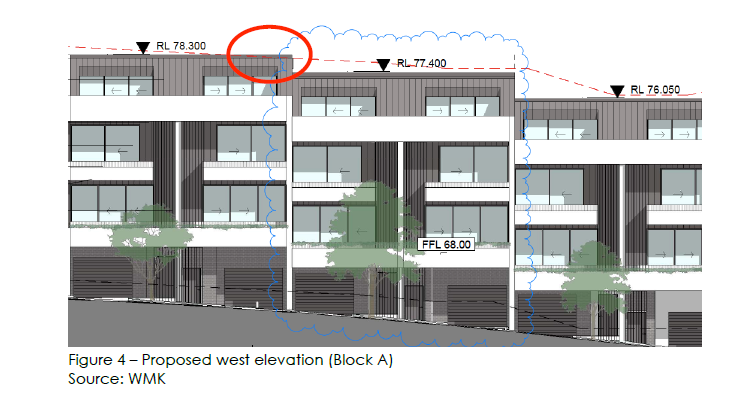 RL 78.300
RL 77.400
RL 76.050
FFL 68.00
Figure 4 – Proposed west elevation (Block A)
Source: WMK